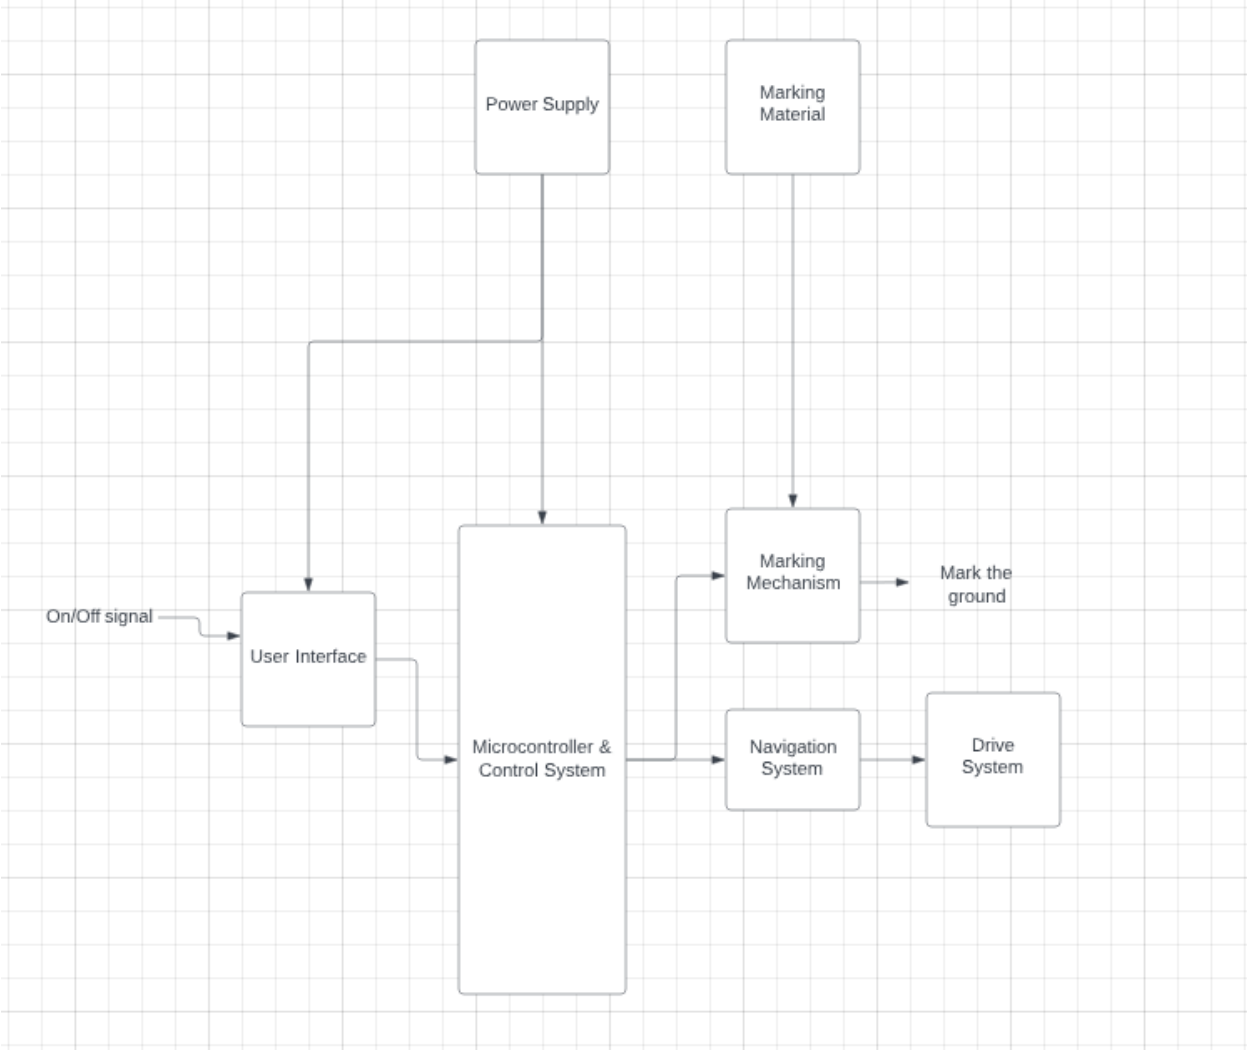 Power Supply
Marking
Material
Marking
Mechanism
Mark the
ground
On/Off signal
User Interface
Microcontroller &
Control System
Navigation
System
Drive
System